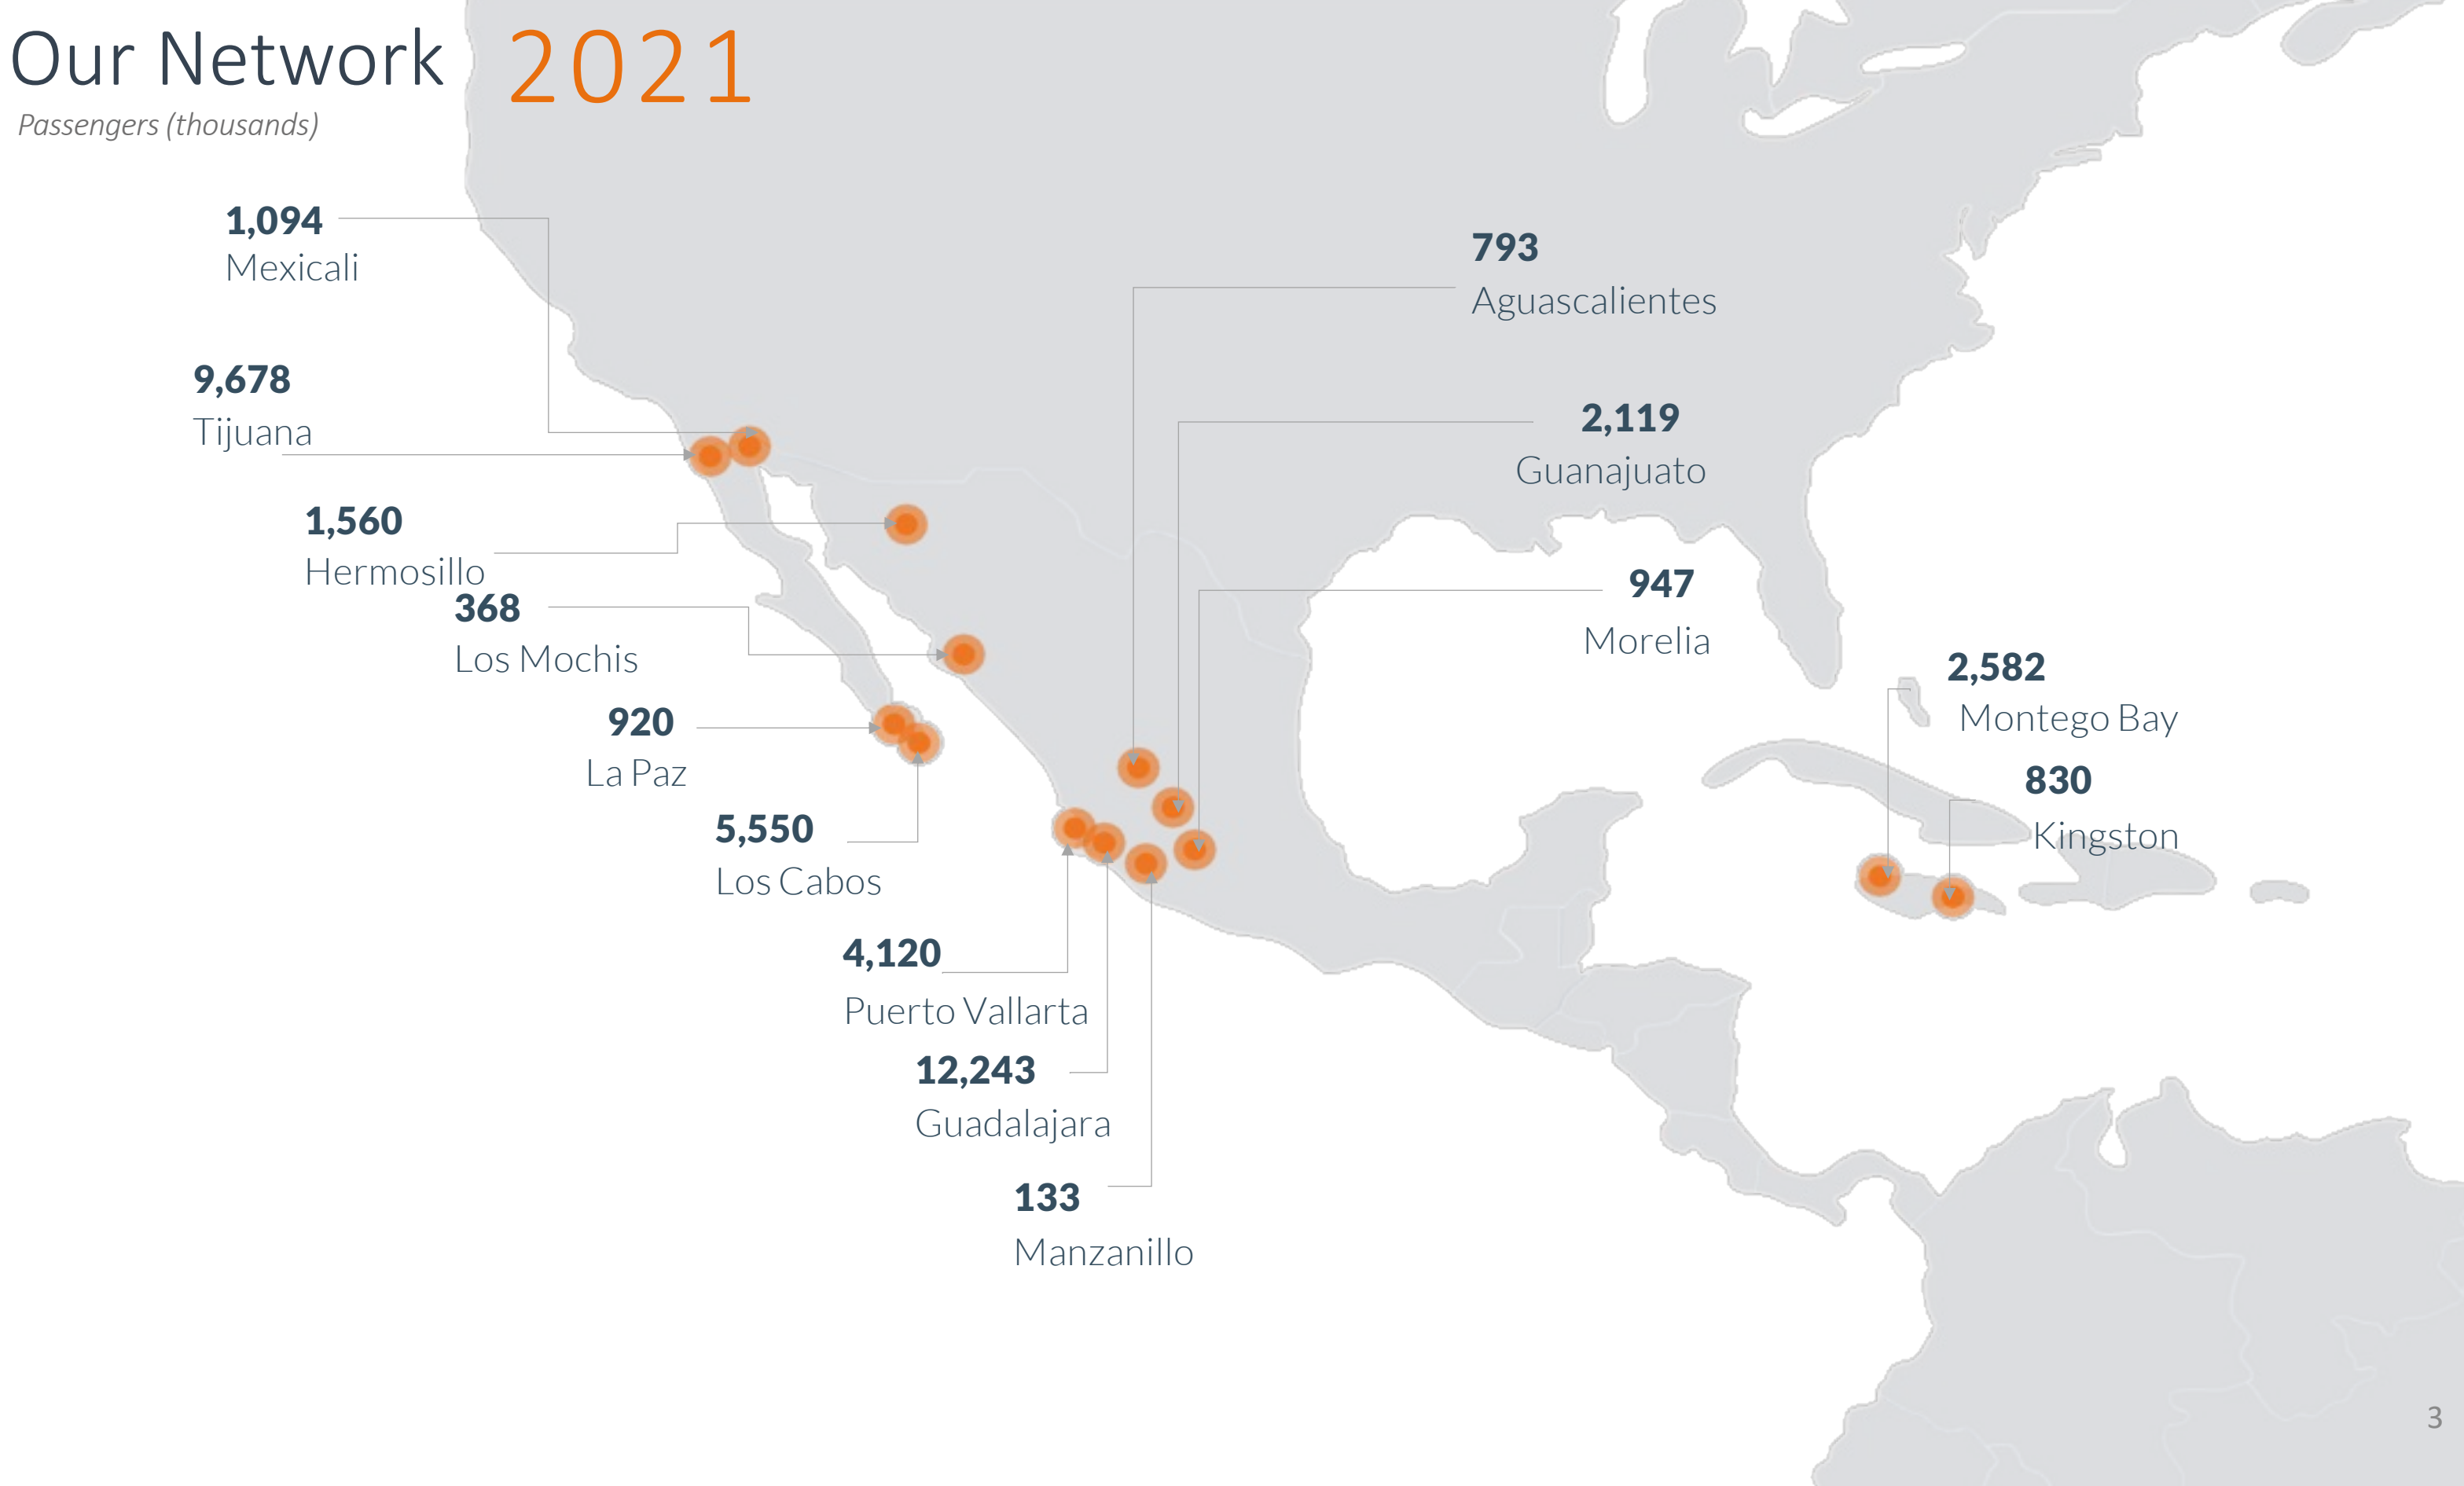 Our Network 2021
Passengers (thousands)
1,094
Mexicali
9,678
Tijuana
1,560
Hermosillo
368
Los Mochis
920
La Paz
5,550
Los Cabos
4,120
Puerto Vallarta
12,243
Guadalajara
133
Manzanillo
793
Aguascalientes
2,119
Guanajuato
947
Morelia
2,582
Montego Bay
830
Kingston
3